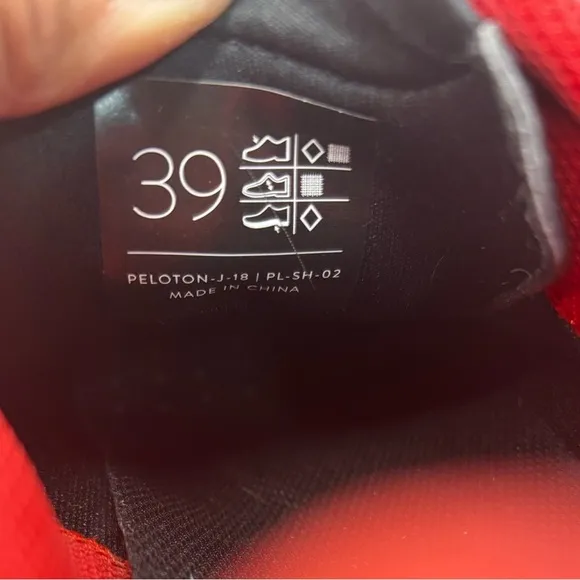 39
PELOTON-J-18 | PL-SH-02
MADE IN CHINA